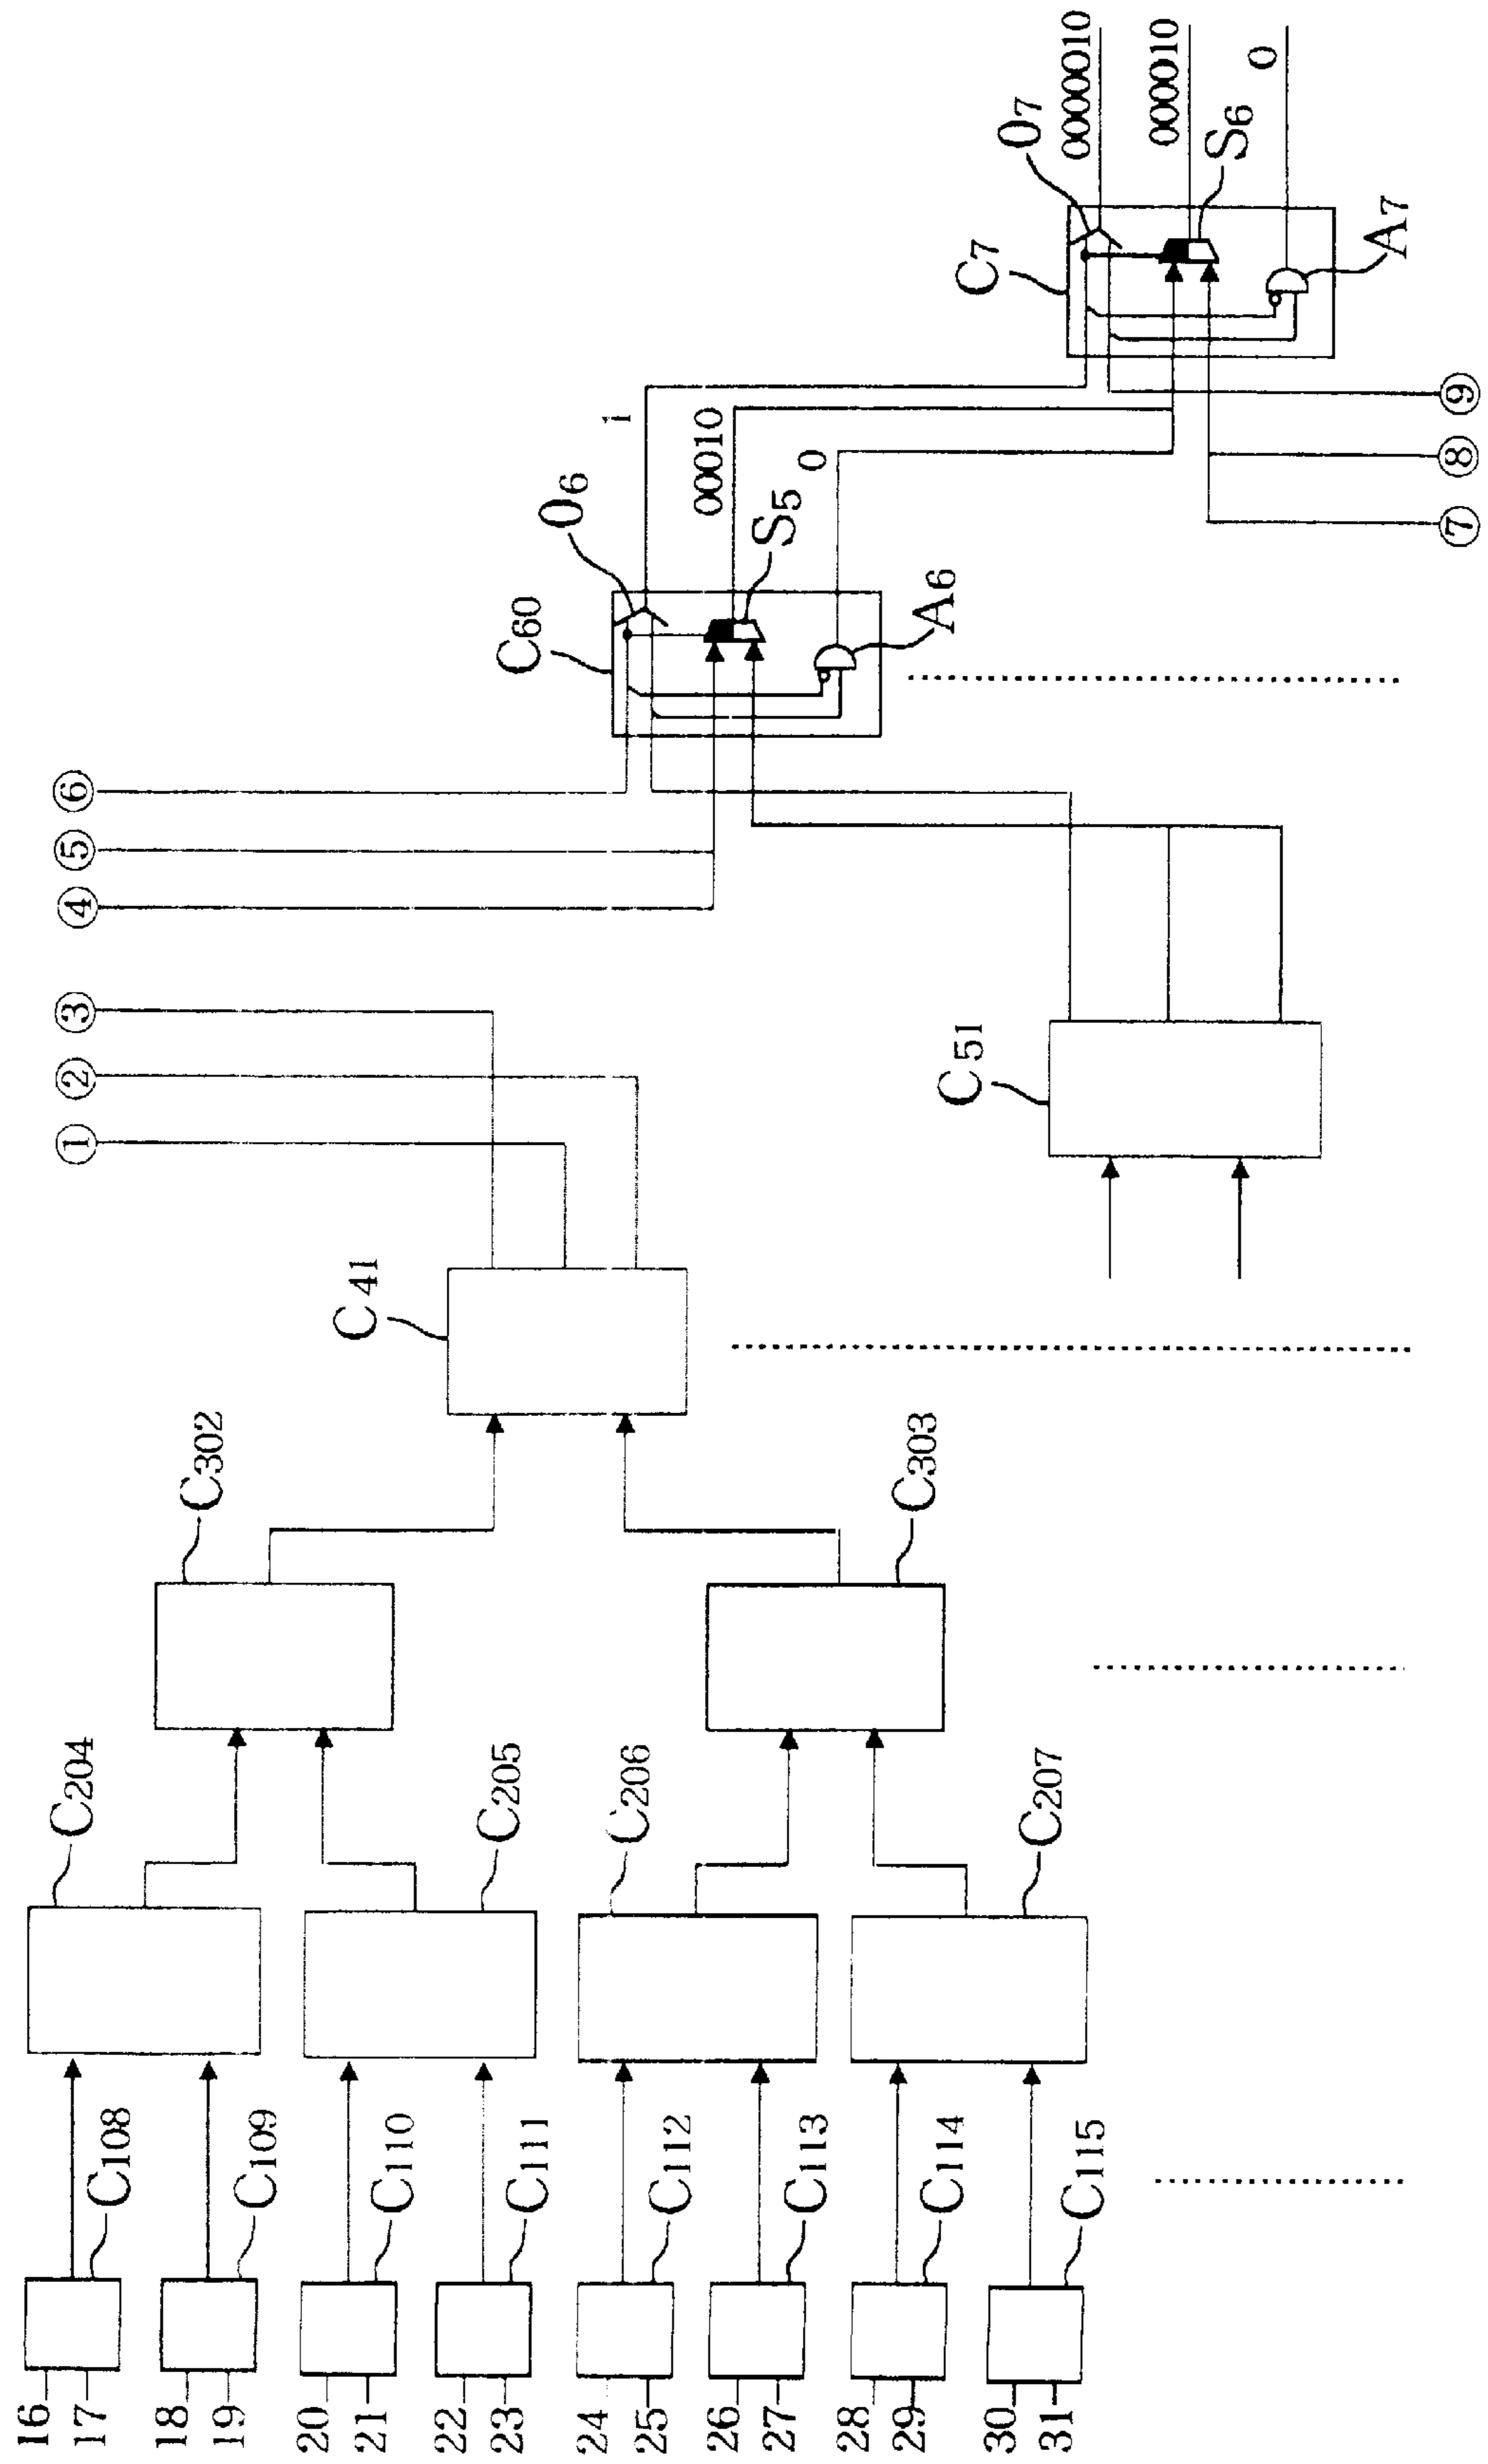 16
17
18
19
20
21
22
23
24
25
26
27
28
29
30
31
C108
C109
C110
C111
C112
C113
C114
C115
C204
C205
C206
C207
C302
C303
C41
①
②
③
④
⑤
⑥
C51
C60
O6
S5
A6
1
00010
0
⑦
⑧
⑨
C7
O7
S6
A7
0000010
000010
0